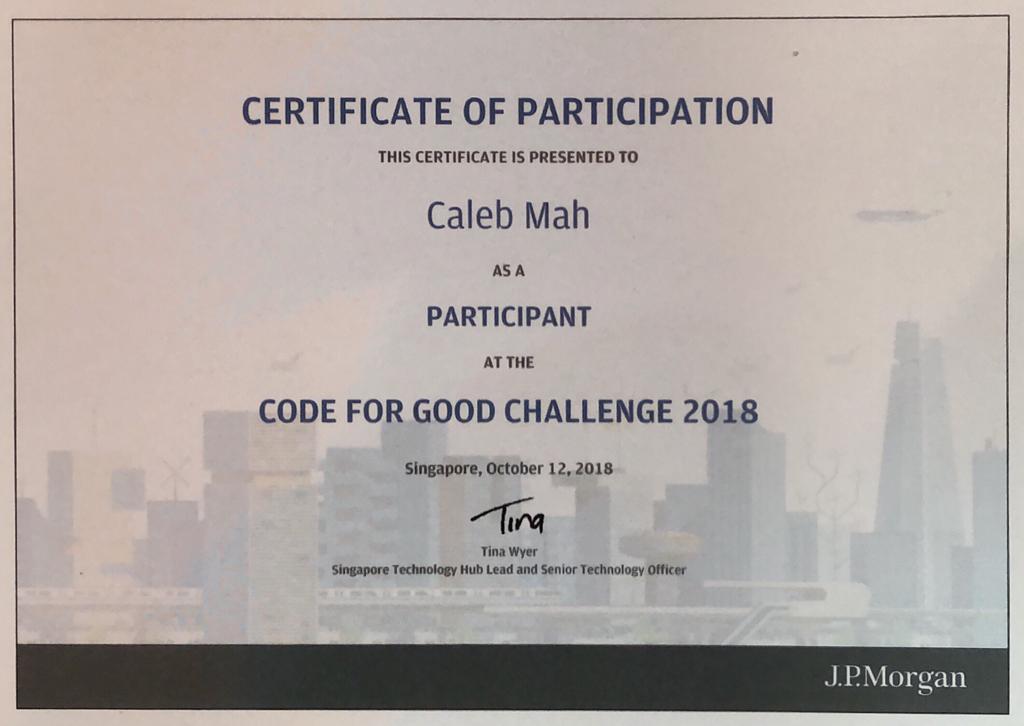 CERTIFICATE OF PARTICIPATION
THIS CERTIFICATE IS PRESENTED TO
Caleb Mah
AS A
PARTICIPANT
AT THE
CODE FOR GOOD CHALLENGE 2018
Singapore, October 12, 2018
Tina
Tina Wyer
Singapore Technology Hub Lead and Senior Technology Officer
J.P.Morgan